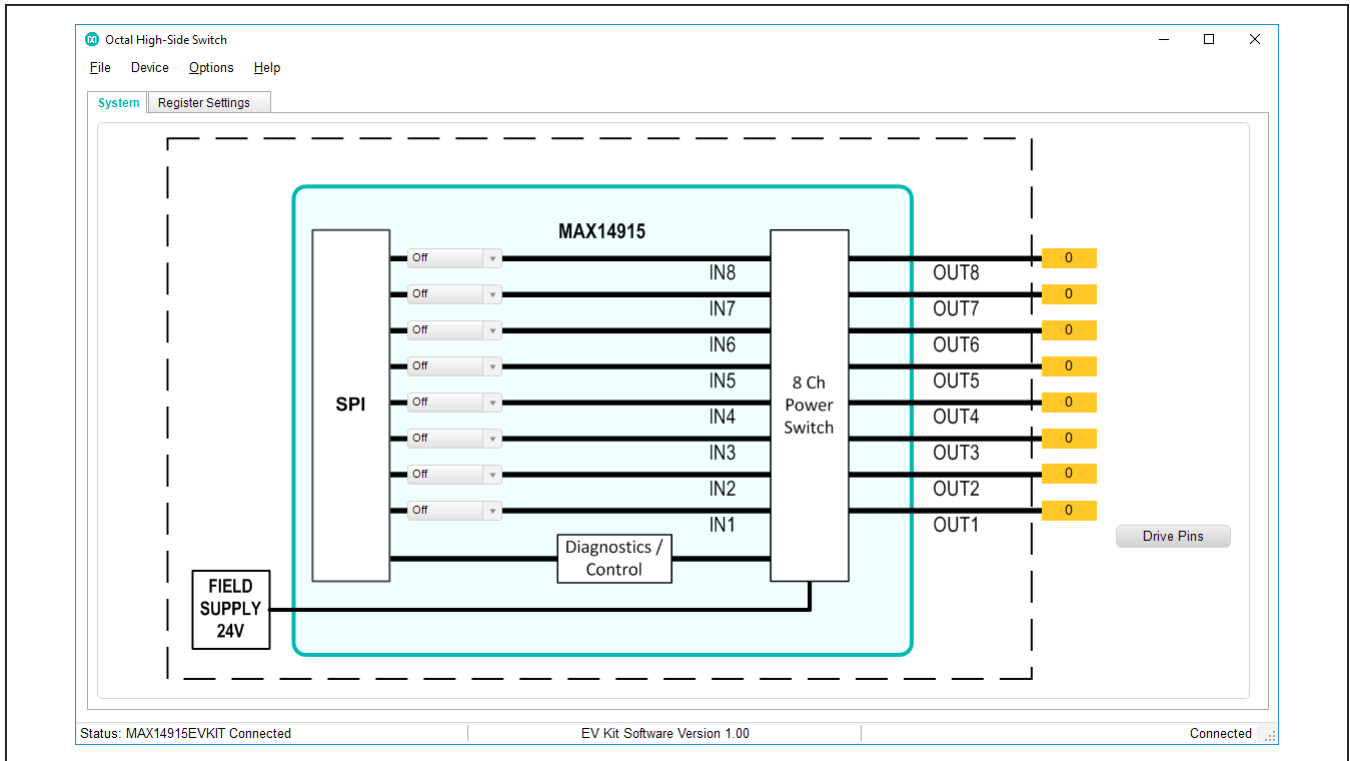 Octal High-Side Switch
File Device Options Help
System Register Settings
MAX14915
Off IN8 OUT8 0
Off IN7 OUT7 0
Off IN6 OUT6 0
Off IN5 OUT5 0
Off IN4 OUT4 0
Off IN3 OUT3 0
Off IN2 OUT2 0
Off IN1 OUT1 0
SPI
8 Ch
Power
Switch
Drive Pins
Diagnostics /
Control
FIELD
SUPPLY
24V
Status: MAX14915EVKIT Connected EV Kit Software Version 1.00 Connected